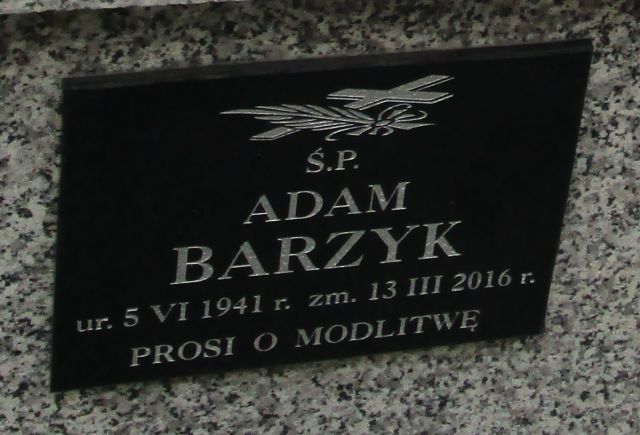 Ś.P.
ADAM
BARZYK
ur. 5 VI 1941 r. zm. 13 III 2016 r.
PROSI O MODLITWĘ